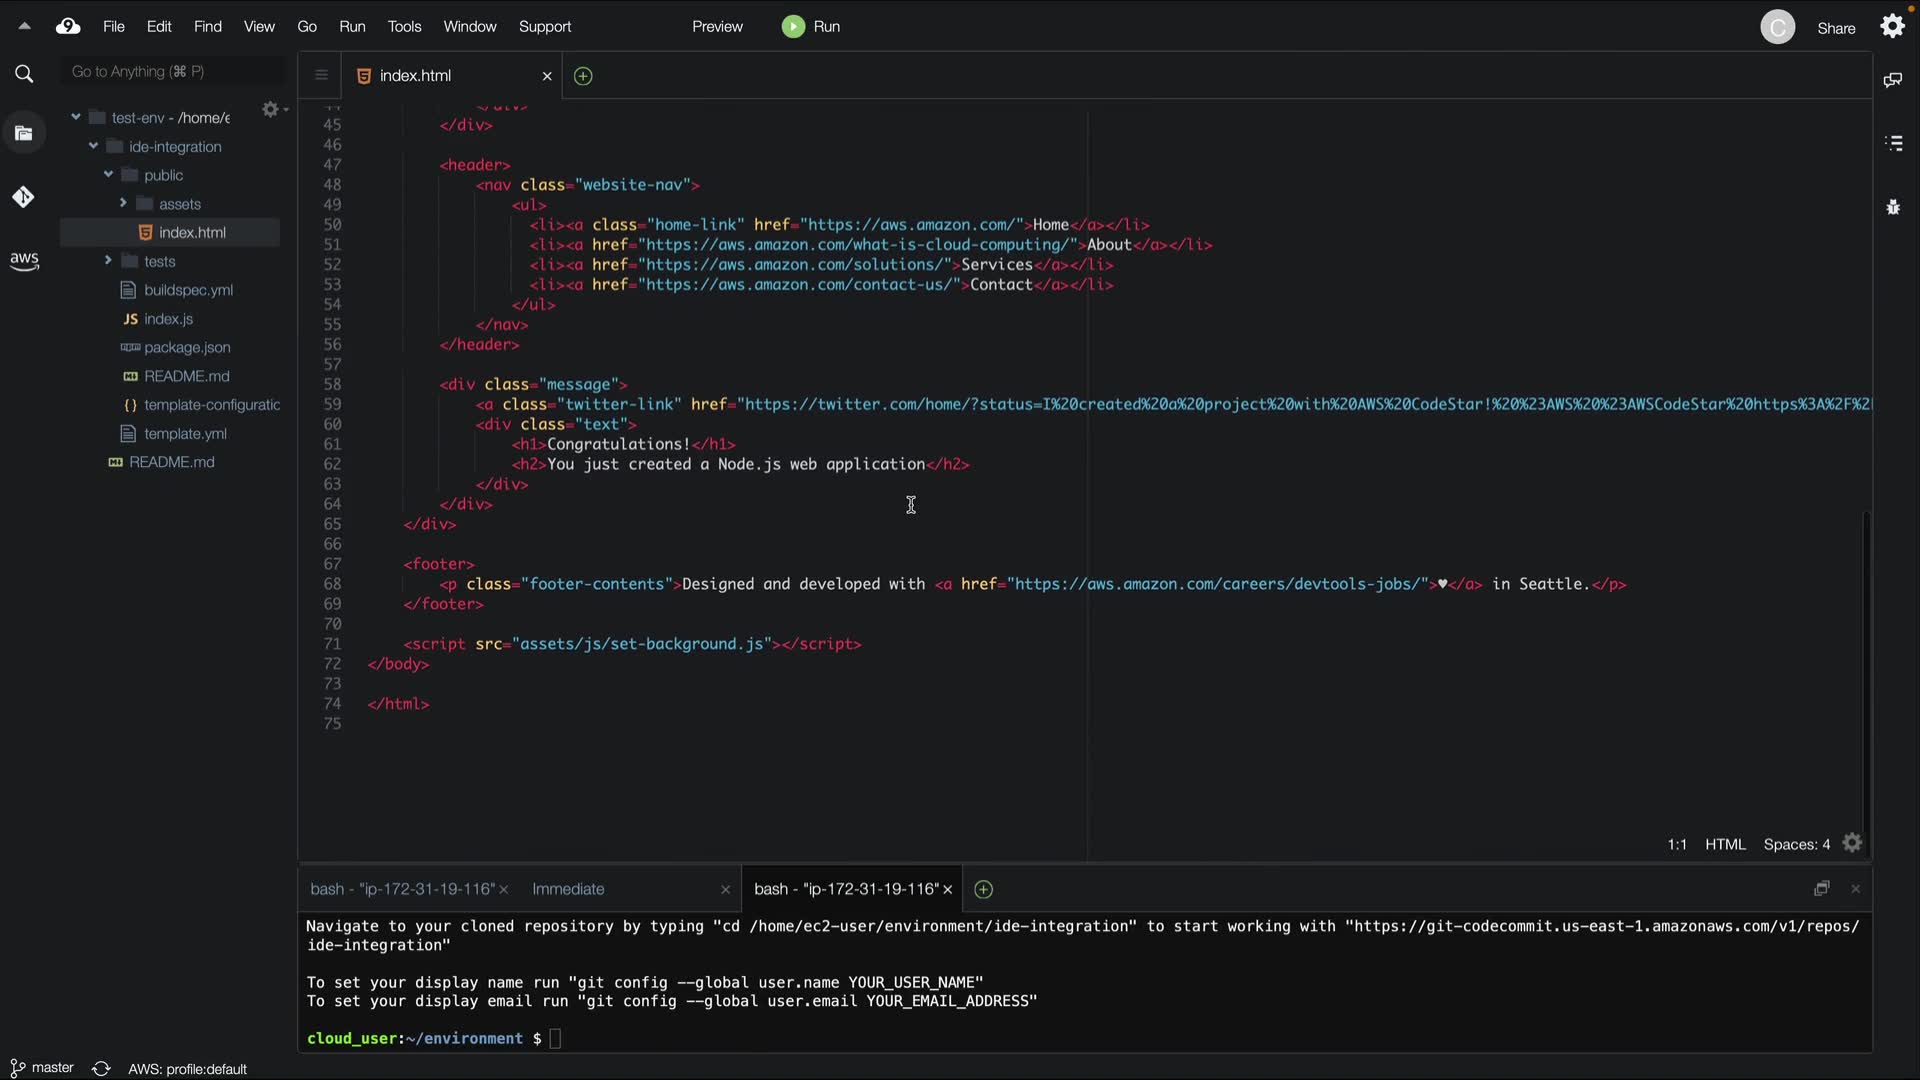 File Edit Find View Go Run Tools Window Support Preview Run C Share
Go to Anything (⌘ P)
index.html
test-env - /home/e
ide-integration
public
assets
index.html
tests
buildspec.yml
JS index.js
package.json
README.md
{} template-configuratic
template.yml
README.md
aws
44 </div>
45 </div>
46
47 <header>
48 <nav class="website-nav">
49 <ul>
50 <li><a class="home-link" href="https://aws.amazon.com/">Home</a></li>
51 <li><a href="https://aws.amazon.com/what-is-cloud-computing/">About</a></li>
52 <li><a href="https://aws.amazon.com/solutions/">Services</a></li>
53 <li><a href="https://aws.amazon.com/contact-us/">Contact</a></li>
54 </ul>
55 </nav>
56 </header>
57
58 <div class="message">
59 <a class="twitter-link" href="https://twitter.com/home/?status=I%20created%20a%20project%20with%20AWS%20CodeStar!%20%23AWS%20%23AWSCodeStar%20https%3A%2F%2
60 <div class="text">
61 <h1>Congratulations!</h1>
62 <h2>You just created a Node.js web application</h2>
63 </div>
64 </div>
65 </div>
66
67 <footer>
68 <p class="footer-contents">Designed and developed with <a href="https://aws.amazon.com/careers/devtools-jobs/">♥</a> in Seattle.</p>
69 </footer>
70
71 <script src="assets/js/set-background.js"></script>
72 </body>
73
74 </html>
75
1:1 HTML Spaces: 4
bash - "ip-172-31-19-116" Immediate bash - "ip-172-31-19-116"
Navigate to your cloned repository by typing "cd /home/ec2-user/environment/ide-integration" to start working with "https://git-codecommit.us-east-1.amazonaws.com/v1/repos/
ide-integration"
To set your display name run "git config --global user.name YOUR_USER_NAME"
To set your display email run "git config --global user.email YOUR_EMAIL_ADDRESS"
cloud_user:~/environment $
master AWS: profile:default